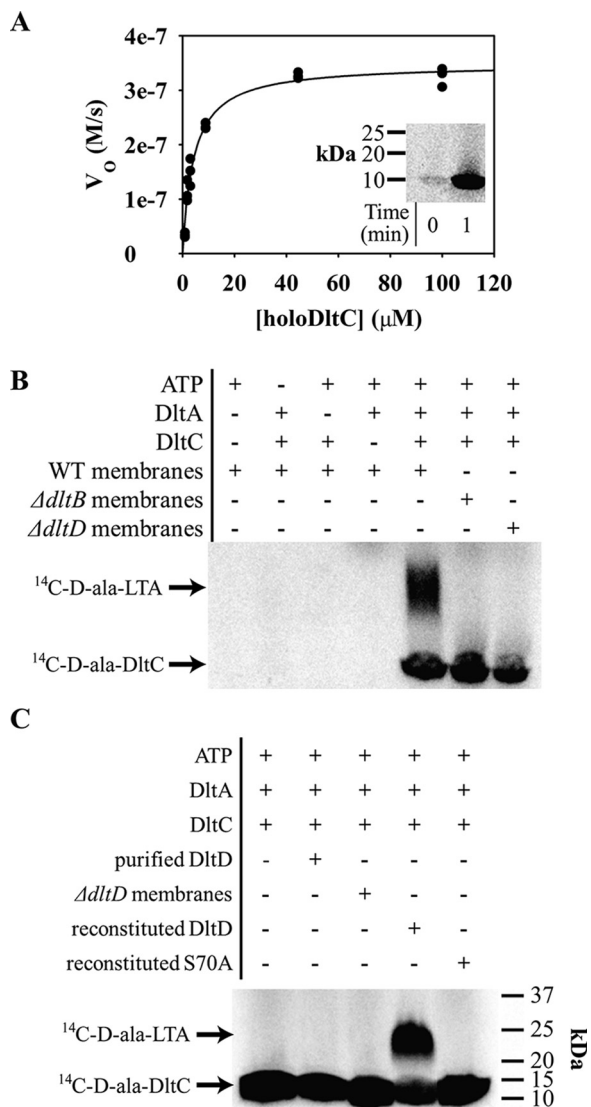 A
4e-7
3e-7
2e-7
1e-7
0
V_O (M/s)
0 20 40 60 80 100 120
[holoDltC] (µM)
kDa
25
20
10
Time (min) 0 1
B
ATP + - + + + + +
DltA - + - + + + +
DltC - + + - + + +
WT membranes + + + + + - -
ΔdltB membranes - - - - - + -
ΔdltD membranes - - - - - - +
¹⁴C-D-ala-LTA
¹⁴C-D-ala-DltC
C
ATP + + + + +
DltA + + + + +
DltC + + + + +
purified DltD - + - - -
ΔdltD membranes - - + - -
reconstituted DltD - - - + -
reconstituted S70A - - - - +
¹⁴C-D-ala-LTA
¹⁴C-D-ala-DltC
37
25
20
15
10
kDa